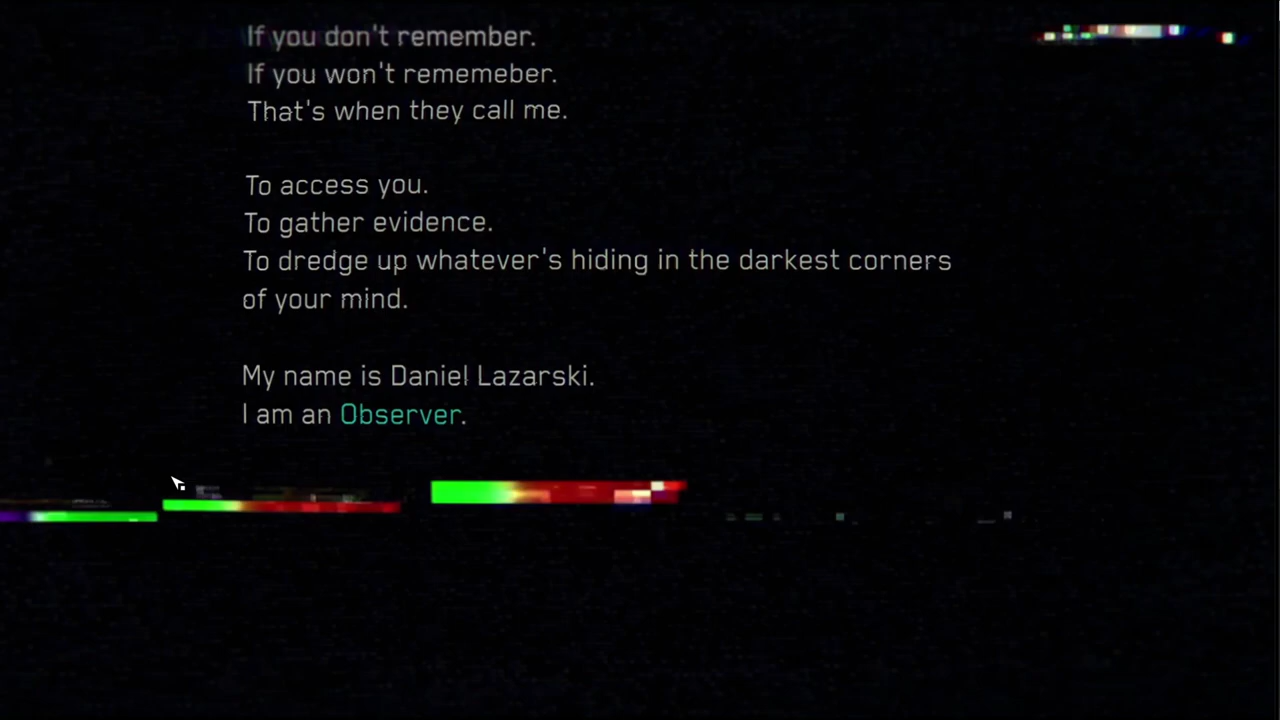 If you don't remember.
If you won't rememeber.
That's when they call me.
To access you.
To gather evidence.
To dredge up whatever's hiding in the darkest corners
of your mind.
My name is Daniel Lazarski.
I am an Observer.